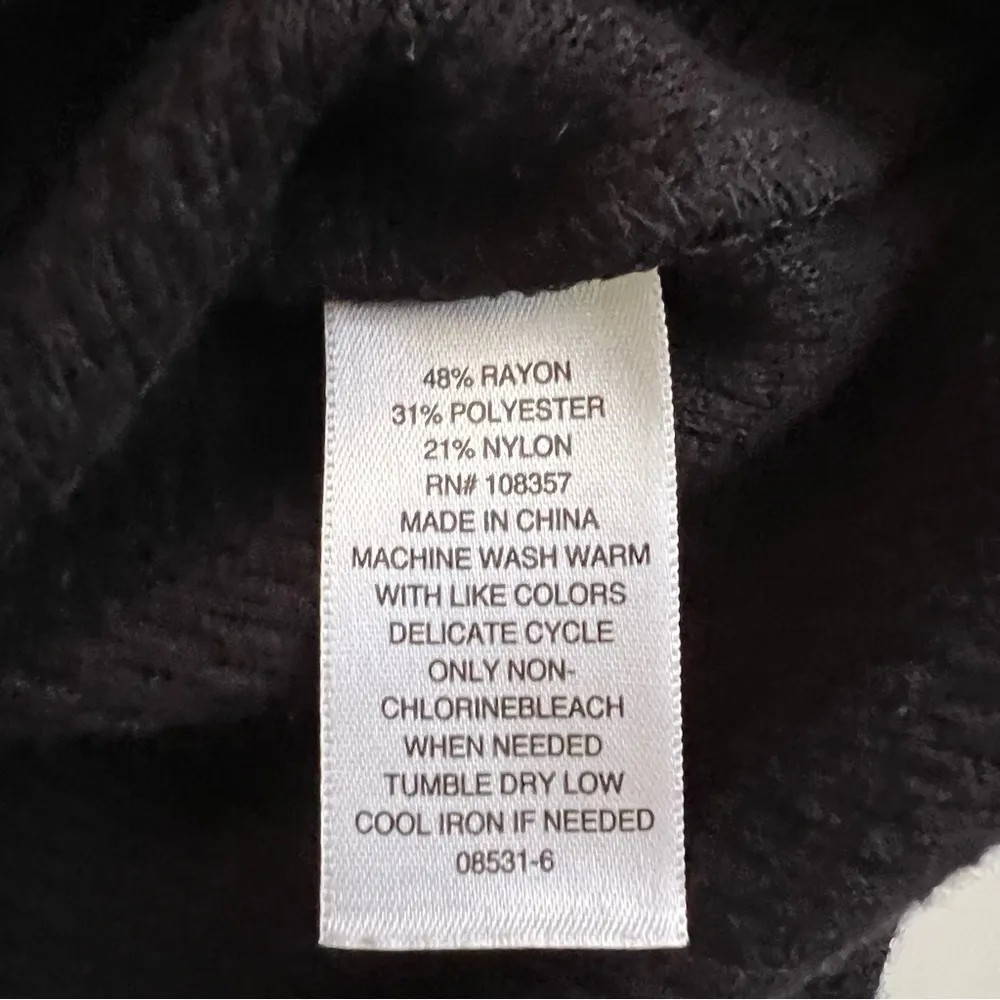 48% RAYON
31% POLYESTER
21% NYLON
RN# 108357
MADE IN CHINA
MACHINE WASH WARM
WITH LIKE COLORS
DELICATE CYCLE
ONLY NON-
CHLORINEBLEACH
WHEN NEEDED
TUMBLE DRY LOW
COOL IRON IF NEEDED
08531-6